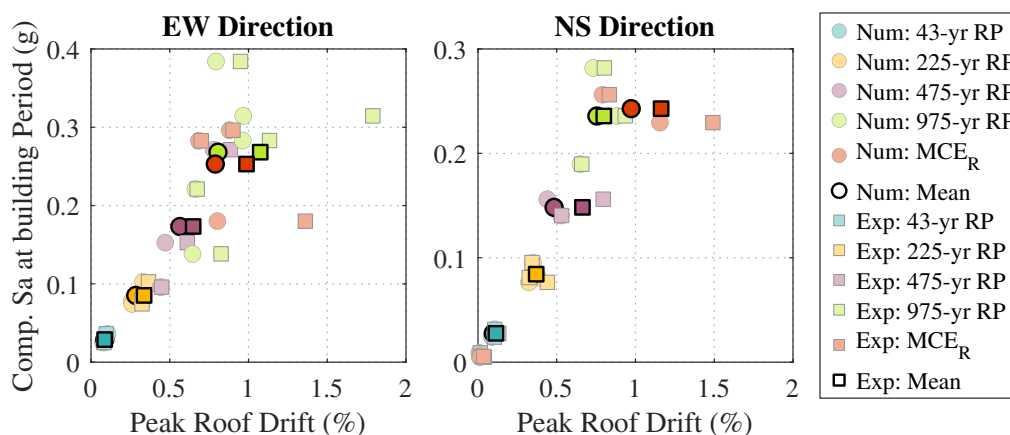 EW Direction
NS Direction
Comp. Sa at building Period (g)
0.4
0.3
0.2
0.1
0
0 0.5 1 1.5 2
Peak Roof Drift (%)
0.3
0.2
0.1
0
0 0.5 1 1.5 2
Peak Roof Drift (%)
Num: 43-yr RP
Num: 225-yr RP
Num: 475-yr RP
Num: 975-yr RP
Num: MCE_R
Num: Mean
Exp: 43-yr RP
Exp: 225-yr RP
Exp: 475-yr RP
Exp: 975-yr RP
Exp: MCE_R
Exp: Mean